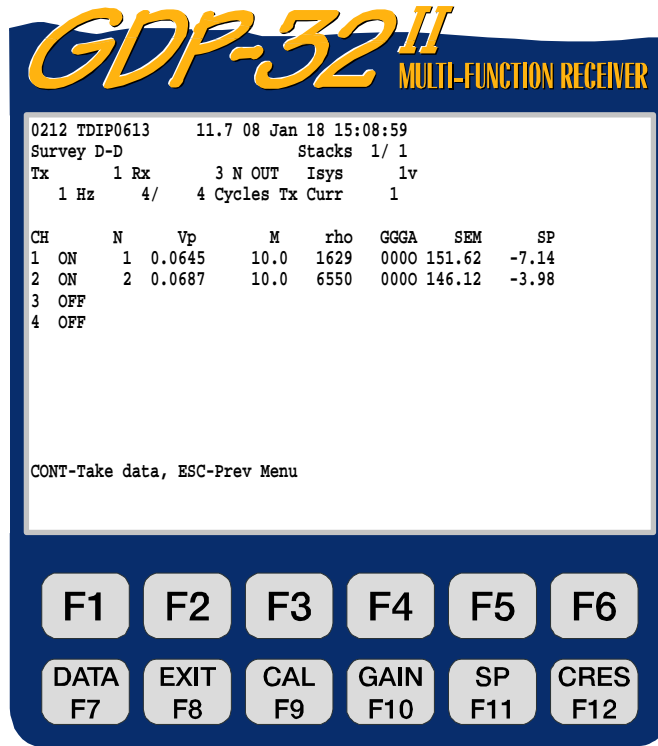 GDP-32 II
MULTI-FUNCTION RECEIVER
0212 TDIP0613 11.7 08 Jan 18 15:08:59
Survey D-D Stacks 1/ 1
Tx 1 Rx 3 N OUT Isys 1v
1 Hz 4/ 4 Cycles Tx Curr 1
CH N Vp M rho GGGA SEM SP
1 ON 1 0.0645 10.0 1629 000O 151.62 -7.14
2 ON 2 0.0687 10.0 6550 000O 146.12 -3.98
3 OFF
4 OFF
CONT-Take data, ESC-Prev Menu
F1 F2 F3 F4 F5 F6
DATA EXIT CAL GAIN SP CRES
F7 F8 F9 F10 F11 F12